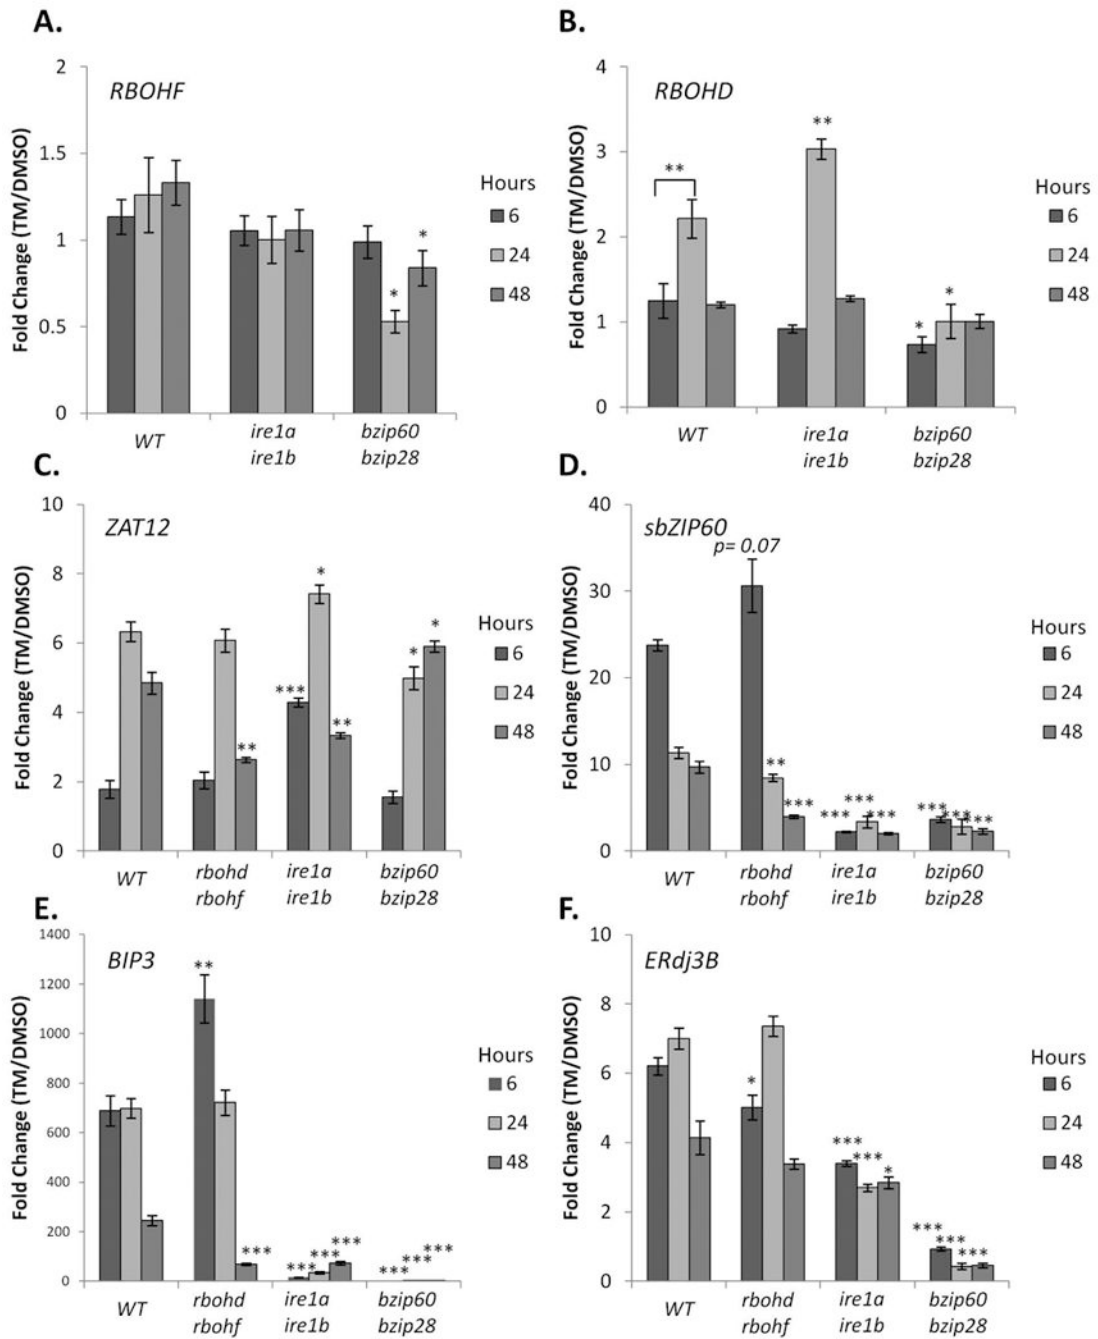 A.
Fold Change (TM/DMSO)
2
1.5
1
0.5
0
RBOHF
*
*
WT
ire1a
ire1b
bzip60
bzip28
Hours
6
24
48
B.
Fold Change (TM/DMSO)
4
3
2
1
0
RBOHD
**
**
*
*
WT
ire1a
ire1b
bzip60
bzip28
Hours
6
24
48
C.
Fold Change (TM/DMSO)
10
8
6
4
2
0
ZAT12
**
***
*
**
*
*
WT
rbohd
rbohf
ire1a
ire1b
bzip60
bzip28
Hours
6
24
48
D.
Fold Change (TM/DMSO)
40
30
20
10
0
sbZIP60
p= 0.07
**
***
***
***
***
***
***
***
WT
rbohd
rbohf
ire1a
ire1b
bzip60
bzip28
Hours
6
24
48
E.
Fold Change (TM/DMSO)
1400
1200
1000
800
600
400
200
0
BIP3
**
***
***
***
***
***
***
***
WT
rbohd
rbohf
ire1a
ire1b
bzip60
bzip28
Hours
6
24
48
F.
Fold Change (TM/DMSO)
10
8
6
4
2
0
ERdj3B
*
***
***
*
***
***
***
WT
rbohd
rbohf
ire1a
ire1b
bzip60
bzip28
Hours
6
24
48